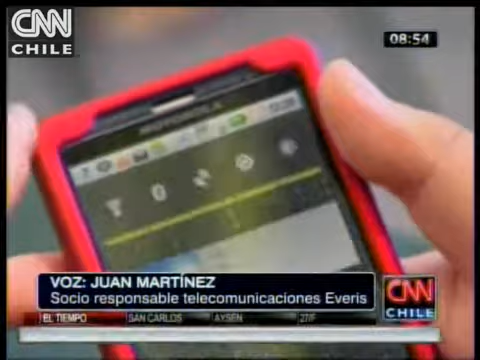 CNN
CHILE
08:54
MOTOROLA
VOZ: JUAN MARTÍNEZ
Socio responsable telecomunicaciones Everis
CNN
CHILE
EL TIEMPO
SAN CARLOS
AYSÉN
27/F